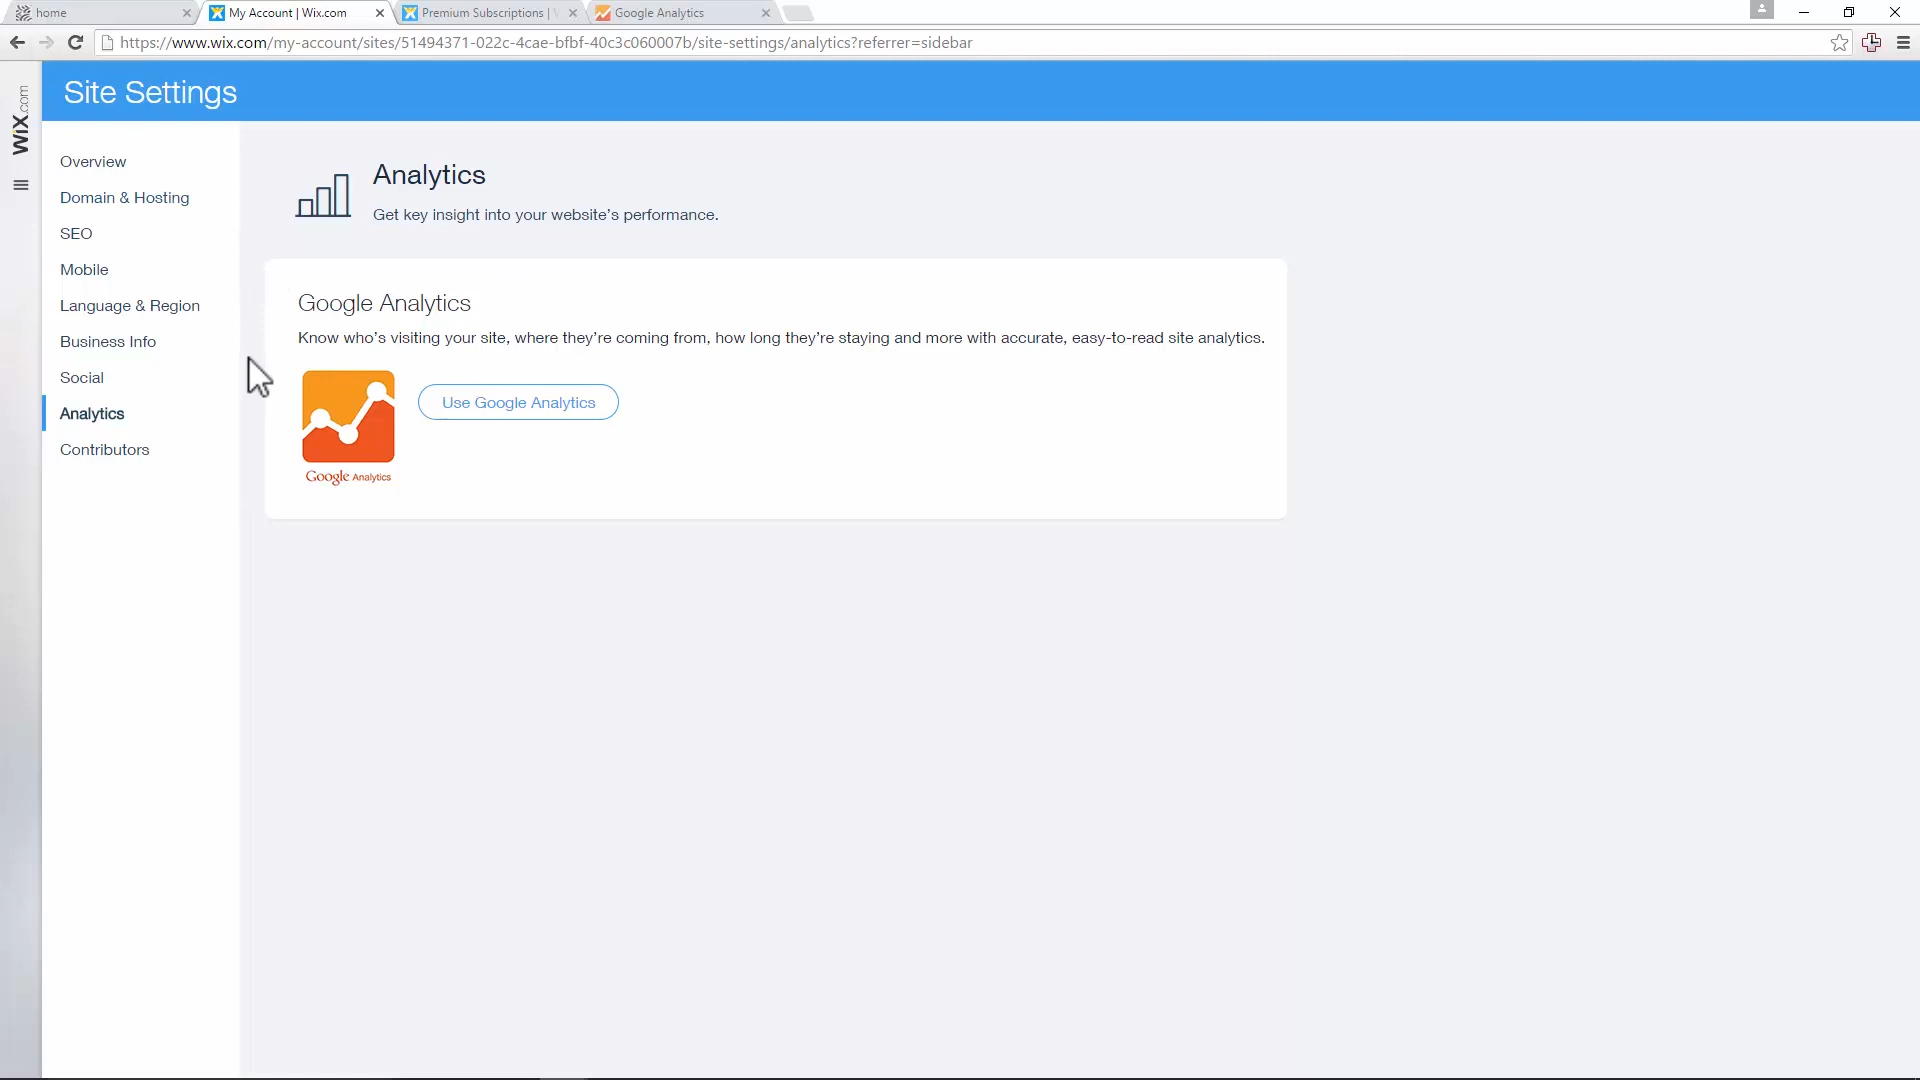 home
My Account | Wix.com
Premium Subscriptions |
Google Analytics
https://www.wix.com/my-account/sites/51494371-022c-4cae-bfbf-40c3c060007b/site-settings/analytics?referrer=sidebar
WiX.com
Site Settings
Overview
Domain & Hosting
SEO
Mobile
Language & Region
Business Info
Social
Analytics
Contributors
Analytics
Get key insight into your website's performance.
Google Analytics
Know who's visiting your site, where they're coming from, how long they're staying and more with accurate, easy-to-read site analytics.
Use Google Analytics
Google Analytics